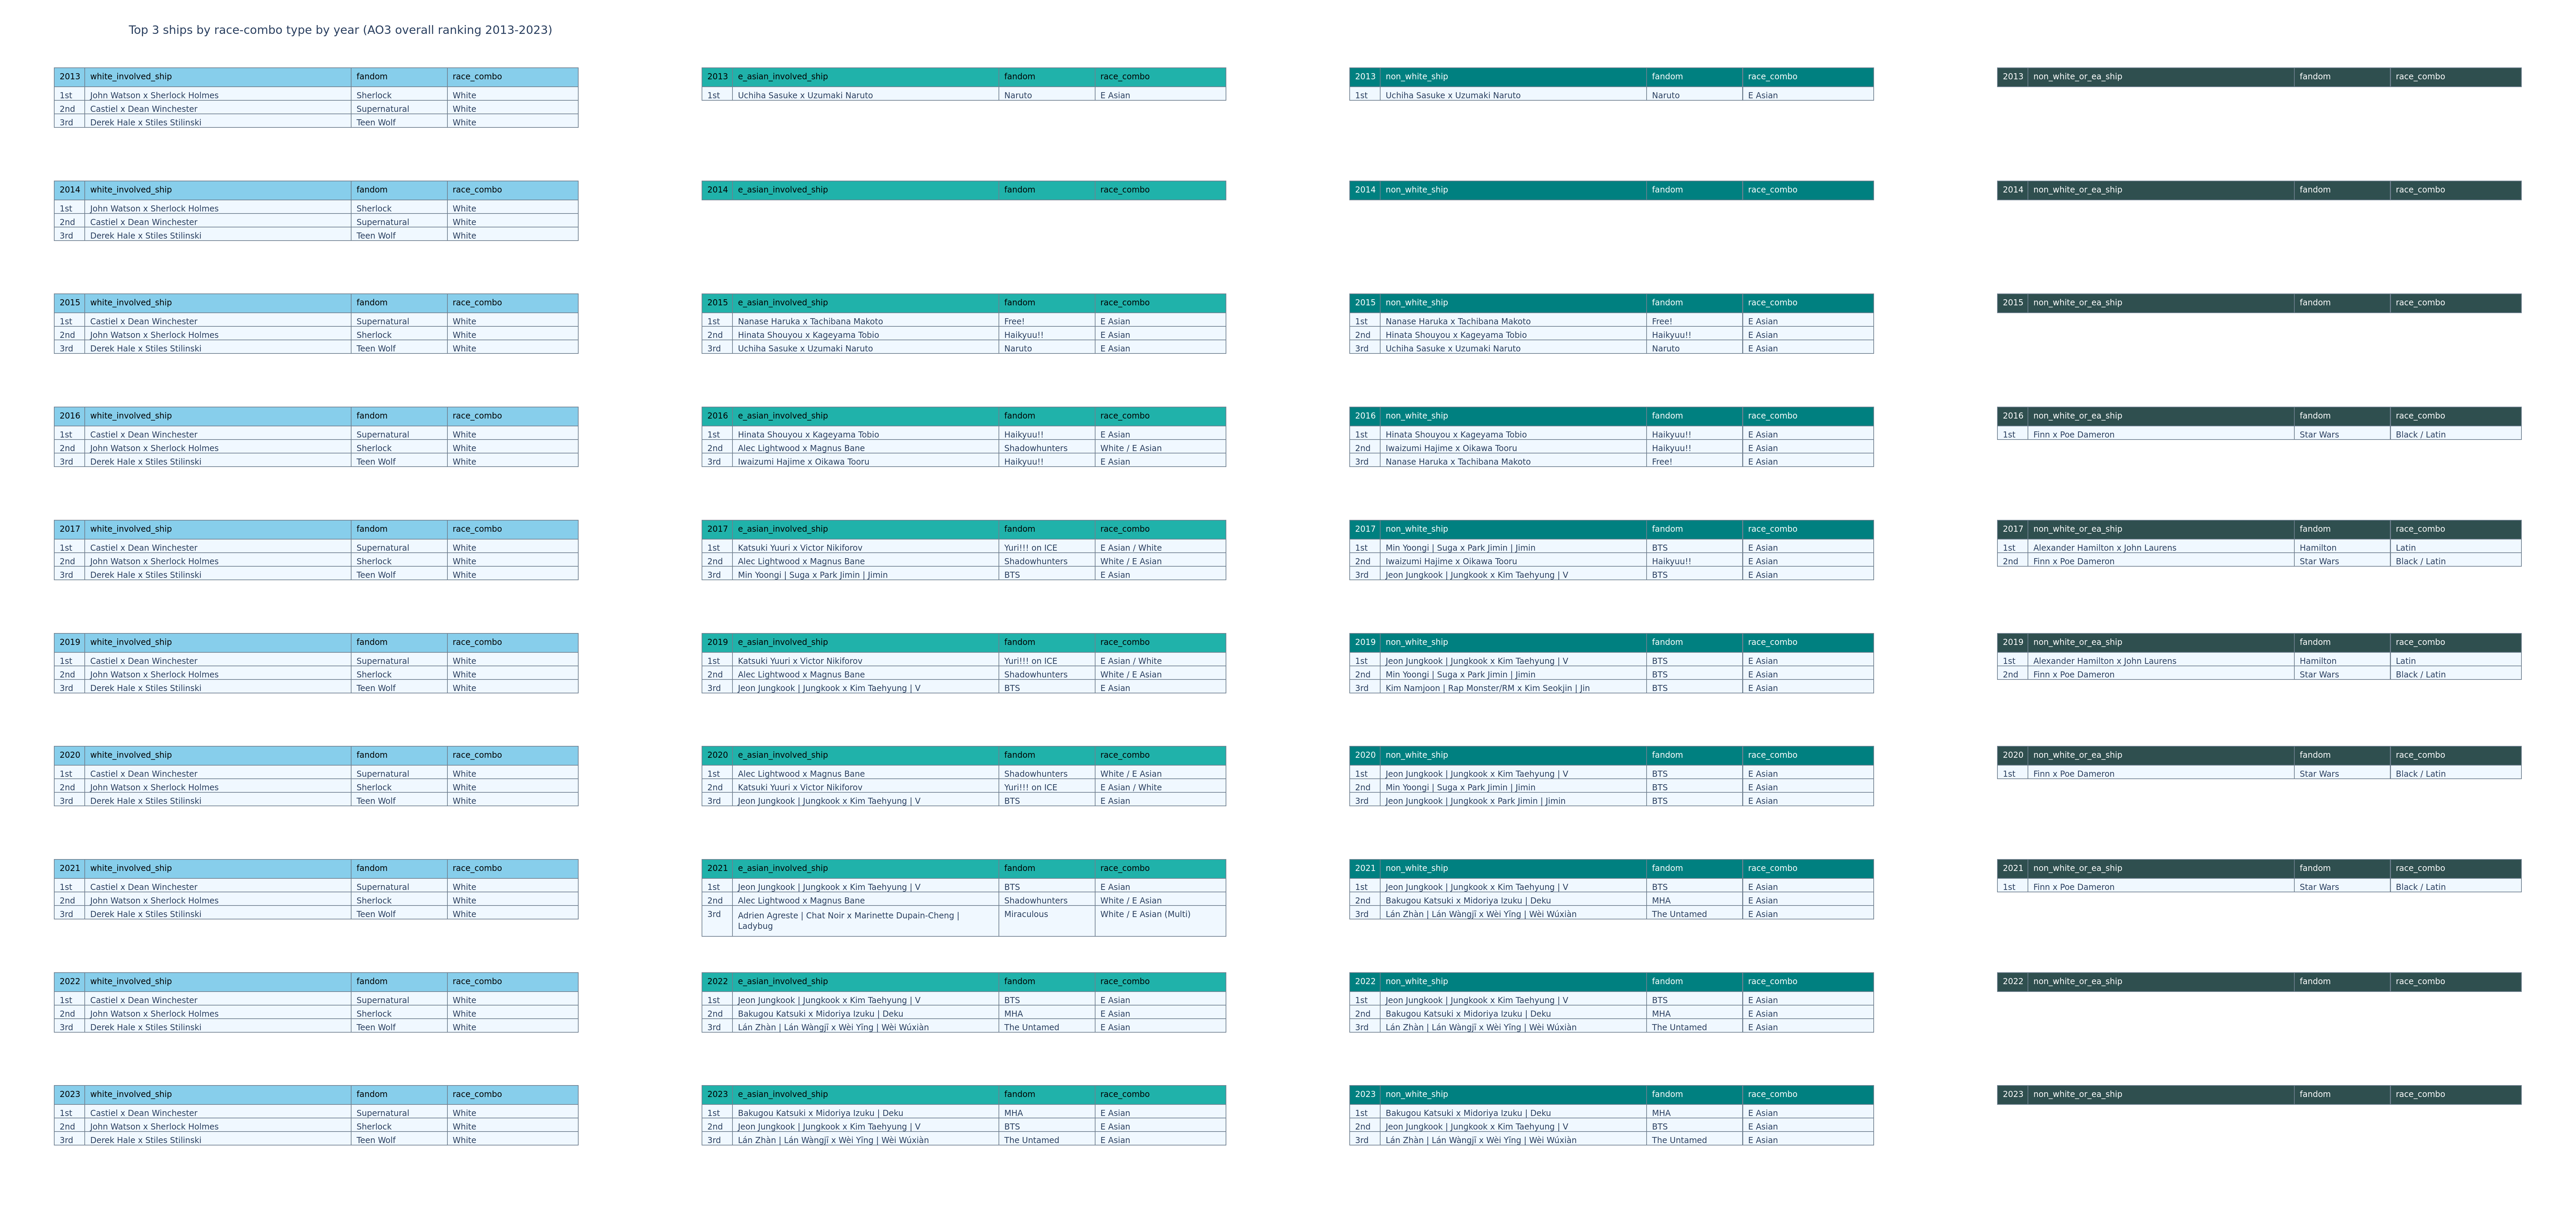 Top 3 ships by race-combo type by year (AO3 overall ranking 2013-2023)
2013 white_involved_ship fandom race_combo
1st John Watson x Sherlock Holmes Sherlock White
2nd Castiel x Dean Winchester Supernatural White
3rd Derek Hale x Stiles Stilinski Teen Wolf White
2013 e_asian_involved_ship fandom race_combo
1st Uchiha Sasuke x Uzumaki Naruto Naruto E Asian
2013 non_white_ship fandom race_combo
1st Uchiha Sasuke x Uzumaki Naruto Naruto E Asian
2013 non_white_or_ea_ship fandom race_combo
2014 white_involved_ship fandom race_combo
1st John Watson x Sherlock Holmes Sherlock White
2nd Castiel x Dean Winchester Supernatural White
3rd Derek Hale x Stiles Stilinski Teen Wolf White
2014 e_asian_involved_ship fandom race_combo
2014 non_white_ship fandom race_combo
2014 non_white_or_ea_ship fandom race_combo
2015 white_involved_ship fandom race_combo
1st Castiel x Dean Winchester Supernatural White
2nd John Watson x Sherlock Holmes Sherlock White
3rd Derek Hale x Stiles Stilinski Teen Wolf White
2015 e_asian_involved_ship fandom race_combo
1st Nanase Haruka x Tachibana Makoto Free! E Asian
2nd Hinata Shouyou x Kageyama Tobio Haikyuu!! E Asian
3rd Uchiha Sasuke x Uzumaki Naruto Naruto E Asian
2015 non_white_ship fandom race_combo
1st Nanase Haruka x Tachibana Makoto Free! E Asian
2nd Hinata Shouyou x Kageyama Tobio Haikyuu!! E Asian
3rd Uchiha Sasuke x Uzumaki Naruto Naruto E Asian
2015 non_white_or_ea_ship fandom race_combo
2016 white_involved_ship fandom race_combo
1st Castiel x Dean Winchester Supernatural White
2nd John Watson x Sherlock Holmes Sherlock White
3rd Derek Hale x Stiles Stilinski Teen Wolf White
2016 e_asian_involved_ship fandom race_combo
1st Hinata Shouyou x Kageyama Tobio Haikyuu!! E Asian
2nd Alec Lightwood x Magnus Bane Shadowhunters White / E Asian
3rd Iwaizumi Hajime x Oikawa Tooru Haikyuu!! E Asian
2016 non_white_ship fandom race_combo
1st Hinata Shouyou x Kageyama Tobio Haikyuu!! E Asian
2nd Iwaizumi Hajime x Oikawa Tooru Haikyuu!! E Asian
3rd Nanase Haruka x Tachibana Makoto Free! E Asian
2016 non_white_or_ea_ship fandom race_combo
1st Finn x Poe Dameron Star Wars Black / Latin
2017 white_involved_ship fandom race_combo
1st Castiel x Dean Winchester Supernatural White
2nd John Watson x Sherlock Holmes Sherlock White
3rd Derek Hale x Stiles Stilinski Teen Wolf White
2017 e_asian_involved_ship fandom race_combo
1st Katsuki Yuuri x Victor Nikiforov Yuri!!! on ICE E Asian / White
2nd Alec Lightwood x Magnus Bane Shadowhunters White / E Asian
3rd Min Yoongi | Suga x Park Jimin | Jimin BTS E Asian
2017 non_white_ship fandom race_combo
1st Min Yoongi | Suga x Park Jimin | Jimin BTS E Asian
2nd Iwaizumi Hajime x Oikawa Tooru Haikyuu!! E Asian
3rd Jeon Jungkook | Jungkook x Kim Taehyung | V BTS E Asian
2017 non_white_or_ea_ship fandom race_combo
1st Alexander Hamilton x John Laurens Hamilton Latin
2nd Finn x Poe Dameron Star Wars Black / Latin
2019 white_involved_ship fandom race_combo
1st Castiel x Dean Winchester Supernatural White
2nd John Watson x Sherlock Holmes Sherlock White
3rd Derek Hale x Stiles Stilinski Teen Wolf White
2019 e_asian_involved_ship fandom race_combo
1st Katsuki Yuuri x Victor Nikiforov Yuri!!! on ICE E Asian / White
2nd Alec Lightwood x Magnus Bane Shadowhunters White / E Asian
3rd Jeon Jungkook | Jungkook x Kim Taehyung | V BTS E Asian
2019 non_white_ship fandom race_combo
1st Jeon Jungkook | Jungkook x Kim Taehyung | V BTS E Asian
2nd Min Yoongi | Suga x Park Jimin | Jimin BTS E Asian
3rd Kim Namjoon | Rap Monster/RM x Kim Seokjin | Jin BTS E Asian
2019 non_white_or_ea_ship fandom race_combo
1st Alexander Hamilton x John Laurens Hamilton Latin
2nd Finn x Poe Dameron Star Wars Black / Latin
2020 white_involved_ship fandom race_combo
1st Castiel x Dean Winchester Supernatural White
2nd John Watson x Sherlock Holmes Sherlock White
3rd Derek Hale x Stiles Stilinski Teen Wolf White
2020 e_asian_involved_ship fandom race_combo
1st Alec Lightwood x Magnus Bane Shadowhunters White / E Asian
2nd Katsuki Yuuri x Victor Nikiforov Yuri!!! on ICE E Asian / White
3rd Jeon Jungkook | Jungkook x Kim Taehyung | V BTS E Asian
2020 non_white_ship fandom race_combo
1st Jeon Jungkook | Jungkook x Kim Taehyung | V BTS E Asian
2nd Min Yoongi | Suga x Park Jimin | Jimin BTS E Asian
3rd Jeon Jungkook | Jungkook x Park Jimin | Jimin BTS E Asian
2020 non_white_or_ea_ship fandom race_combo
1st Finn x Poe Dameron Star Wars Black / Latin
2021 white_involved_ship fandom race_combo
1st Castiel x Dean Winchester Supernatural White
2nd John Watson x Sherlock Holmes Sherlock White
3rd Derek Hale x Stiles Stilinski Teen Wolf White
2021 e_asian_involved_ship fandom race_combo
1st Jeon Jungkook | Jungkook x Kim Taehyung | V BTS E Asian
2nd Alec Lightwood x Magnus Bane Shadowhunters White / E Asian
3rd Adrien Agreste | Chat Noir x Marinette Dupain-Cheng | Miraculous White / E Asian (Multi)
Ladybug
2021 non_white_ship fandom race_combo
1st Jeon Jungkook | Jungkook x Kim Taehyung | V BTS E Asian
2nd Bakugou Katsuki x Midoriya Izuku | Deku MHA E Asian
3rd Lán Zhàn | Lán Wàngjī x Wèi Yīng | Wèi Wúxiàn The Untamed E Asian
2021 non_white_or_ea_ship fandom race_combo
1st Finn x Poe Dameron Star Wars Black / Latin
2022 white_involved_ship fandom race_combo
1st Castiel x Dean Winchester Supernatural White
2nd John Watson x Sherlock Holmes Sherlock White
3rd Derek Hale x Stiles Stilinski Teen Wolf White
2022 e_asian_involved_ship fandom race_combo
1st Jeon Jungkook | Jungkook x Kim Taehyung | V BTS E Asian
2nd Bakugou Katsuki x Midoriya Izuku | Deku MHA E Asian
3rd Lán Zhàn | Lán Wàngjī x Wèi Yīng | Wèi Wúxiàn The Untamed E Asian
2022 non_white_ship fandom race_combo
1st Jeon Jungkook | Jungkook x Kim Taehyung | V BTS E Asian
2nd Bakugou Katsuki x Midoriya Izuku | Deku MHA E Asian
3rd Lán Zhàn | Lán Wàngjī x Wèi Yīng | Wèi Wúxiàn The Untamed E Asian
2022 non_white_or_ea_ship fandom race_combo
2023 white_involved_ship fandom race_combo
1st Castiel x Dean Winchester Supernatural White
2nd John Watson x Sherlock Holmes Sherlock White
3rd Derek Hale x Stiles Stilinski Teen Wolf White
2023 e_asian_involved_ship fandom race_combo
1st Bakugou Katsuki x Midoriya Izuku | Deku MHA E Asian
2nd Jeon Jungkook | Jungkook x Kim Taehyung | V BTS E Asian
3rd Lán Zhàn | Lán Wàngjī x Wèi Yīng | Wèi Wúxiàn The Untamed E Asian
2023 non_white_ship fandom race_combo
1st Bakugou Katsuki x Midoriya Izuku | Deku MHA E Asian
2nd Jeon Jungkook | Jungkook x Kim Taehyung | V BTS E Asian
3rd Lán Zhàn | Lán Wàngjī x Wèi Yīng | Wèi Wúxiàn The Untamed E Asian
2023 non_white_or_ea_ship fandom race_combo